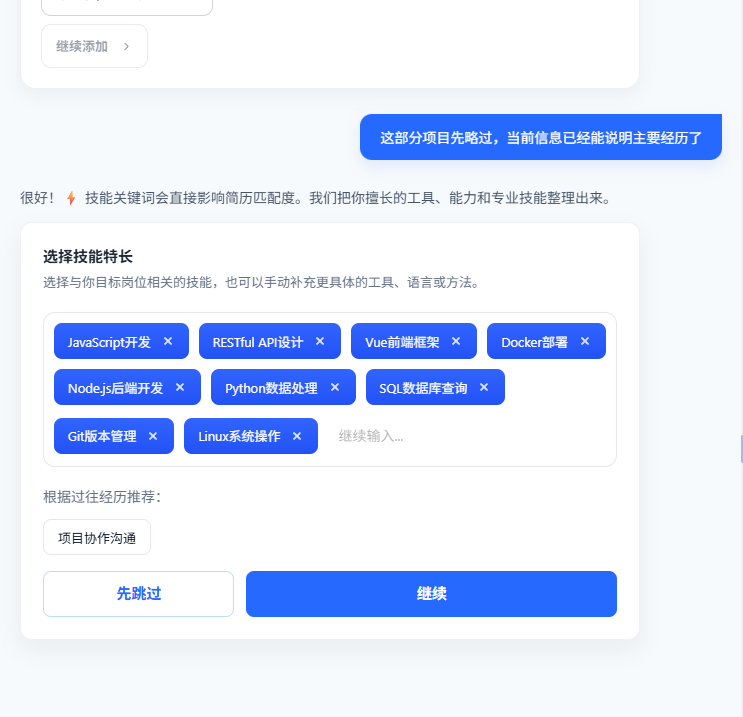 继续添加
这部分项目先略过，当前信息已经能说明主要经历了
很好！⚡ 技能关键词会直接影响简历匹配度。我们把你擅长的工具、能力和专业技能整理出来。
选择技能特长
选择与你目标岗位相关的技能，也可以手动补充更具体的工具、语言或方法。
JavaScript开发 × RESTful API设计 × Vue前端框架 × Docker部署 ×
Node.js后端开发 × Python数据处理 × SQL数据库查询 ×
Git版本管理 × Linux系统操作 × 继续输入...
根据过往经历推荐：
项目协作沟通
先跳过 继续